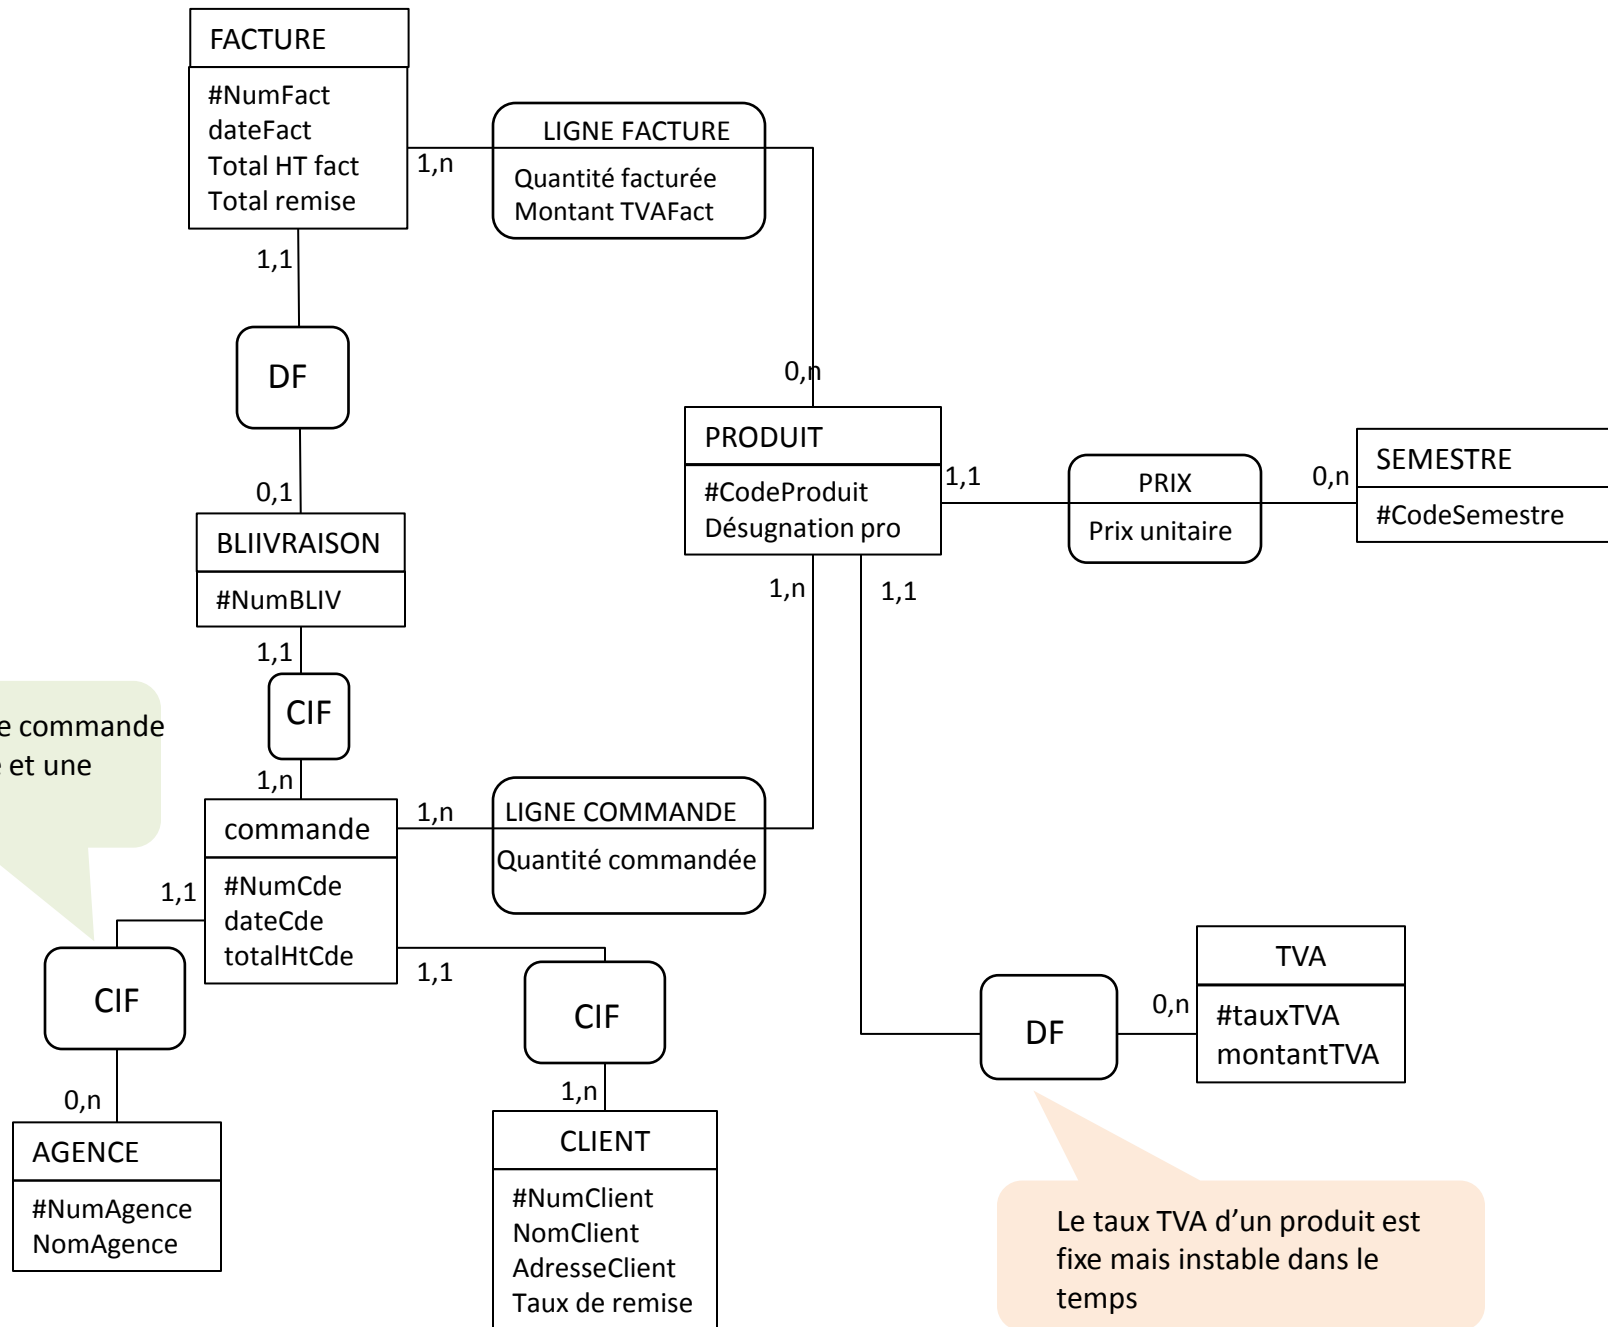 FACTURE
#NumFact
dateFact
Total HT fact
Total remise
1,n
LIGNE FACTURE
Quantité facturée
Montant TVAFact
1,1
DF
0,n
PRODUIT
#CodeProduit
Désugnation pro
1,1
PRIX
Prix unitaire
0,n
SEMESTRE
#CodeSemestre
0,1
BLIIVRAISON
#NumBLIV
1,n
1,1
1,1
CIF
e commande
et une
1,n
commande
#NumCde
dateCde
totalHtCde
1,n
LIGNE COMMANDE
Quantité commandée
1,1
CIF
1,1
CIF
DF
0,n
TVA
#tauxTVA
montantTVA
0,n
AGENCE
#NumAgence
NomAgence
1,n
CLIENT
#NumClient
NomClient
AdresseClient
Taux de remise
Le taux TVA d’un produit est
fixe mais instable dans le
temps